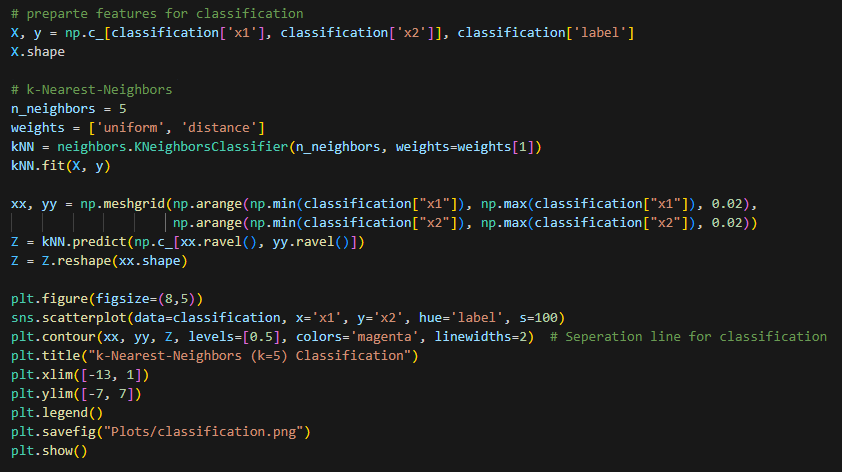 # preparte features for classification
X, y = np.c_[classification['x1'], classification['x2']], classification['label']
X.shape
# k-Nearest-Neighbors
n_neighbors = 5
weights = ['uniform', 'distance']
kNN = neighbors.KNeighborsClassifier(n_neighbors, weights=weights[1])
kNN.fit(X, y)
xx, yy = np.meshgrid(np.arange(np.min(classification["x1"]), np.max(classification["x1"]), 0.02),
np.arange(np.min(classification["x2"]), np.max(classification["x2"]), 0.02))
Z = kNN.predict(np.c_[xx.ravel(), yy.ravel()])
Z = Z.reshape(xx.shape)
plt.figure(figsize=(8,5))
sns.scatterplot(data=classification, x='x1', y='x2', hue='label', s=100)
plt.contour(xx, yy, Z, levels=[0.5], colors='magenta', linewidths=2)  # Seperation line for classification
plt.title("k-Nearest-Neighbors (k=5) Classification")
plt.xlim([-13, 1])
plt.ylim([-7, 7])
plt.legend()
plt.savefig("Plots/classification.png")
plt.show()